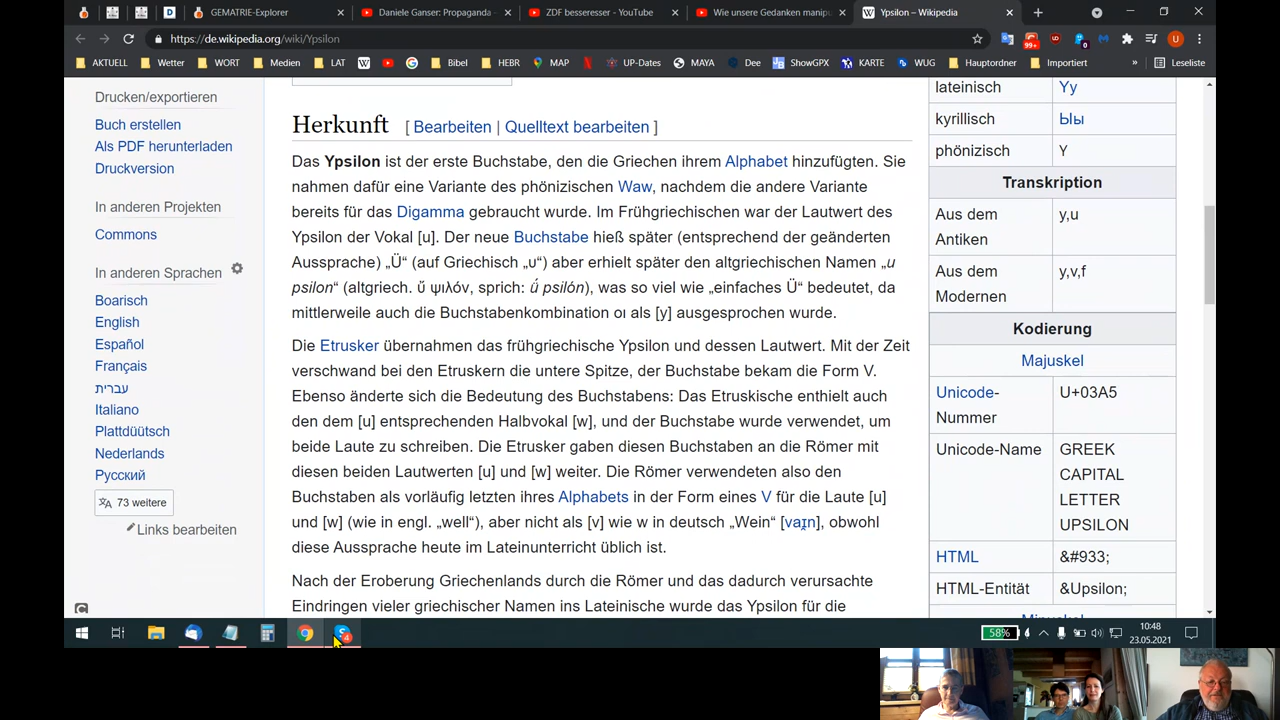 GEMATRIE-Explorer
Daniele Ganser: Propaganda –
ZDF besseresser - YouTube
Wie unsere Gedanken manipu
Ypsilon – Wikipedia
https://de.wikipedia.org/wiki/Ypsilon
99+
0
U
AKTUELL
Wetter
WORT
Medien
LAT
Bibel
HEBR
MAP
UP-Dates
MAYA
Dee
ShowGPX
KARTE
WUG
Hauptordner
Importiert
»
Leseliste
Drucken/exportieren
Buch erstellen
Als PDF herunterladen
Druckversion
In anderen Projekten
Commons
In anderen Sprachen
Boarisch
English
Español
Français
עברית
Italiano
Plattdüütsch
Nederlands
Русский
73 weitere
Links bearbeiten
Herkunft [ Bearbeiten | Quelltext bearbeiten ]
Das Ypsilon ist der erste Buchstabe, den die Griechen ihrem Alphabet hinzufügten. Sie
nahmen dafür eine Variante des phönizischen Waw, nachdem die andere Variante
bereits für das Digamma gebraucht wurde. Im Frühgriechischen war der Lautwert des
Ypsilon der Vokal [u]. Der neue Buchstabe hieß später (entsprechend der geänderten
Aussprache) „Ü“ (auf Griechisch „υ“) aber erhielt später den altgriechischen Namen „u
psilon“ (altgriech. ὔ ψιλόν, sprich: ǘ psilón), was so viel wie „einfaches Ü“ bedeutet, da
mittlerweile auch die Buchstabenkombination οι als [y] ausgesprochen wurde.
Die Etrusker übernahmen das frühgriechische Ypsilon und dessen Lautwert. Mit der Zeit
verschwand bei den Etruskern die untere Spitze, der Buchstabe bekam die Form V.
Ebenso änderte sich die Bedeutung des Buchstabens: Das Etruskische enthielt auch
den dem [u] entsprechenden Halbvokal [w], und der Buchstabe wurde verwendet, um
beide Laute zu schreiben. Die Etrusker gaben diesen Buchstaben an die Römer mit
diesen beiden Lautwerten [u] und [w] weiter. Die Römer verwendeten also den
Buchstaben als vorläufig letzten ihres Alphabets in der Form eines V für die Laute [u]
und [w] (wie in engl. „well“), aber nicht als [v] wie w in deutsch „Wein“ [vaɪ̯n], obwohl
diese Aussprache heute im Lateinunterricht üblich ist.
Nach der Eroberung Griechenlands durch die Römer und das dadurch verursachte
Eindringen vieler griechischer Namen ins Lateinische wurde das Ypsilon für die
lateinisch Yy
kyrillisch Ыы
phönizisch Y
Transkription
Aus dem
Antiken
y,u
Aus dem
Modernen
y,v,f
Kodierung
Majuskel
Unicode-
Nummer
U+03A5
Unicode-Name
GREEK
CAPITAL
LETTER
UPSILON
HTML &#933;
HTML-Entität &Upsilon;
Minuskel
58%
10:48
23.05.2021